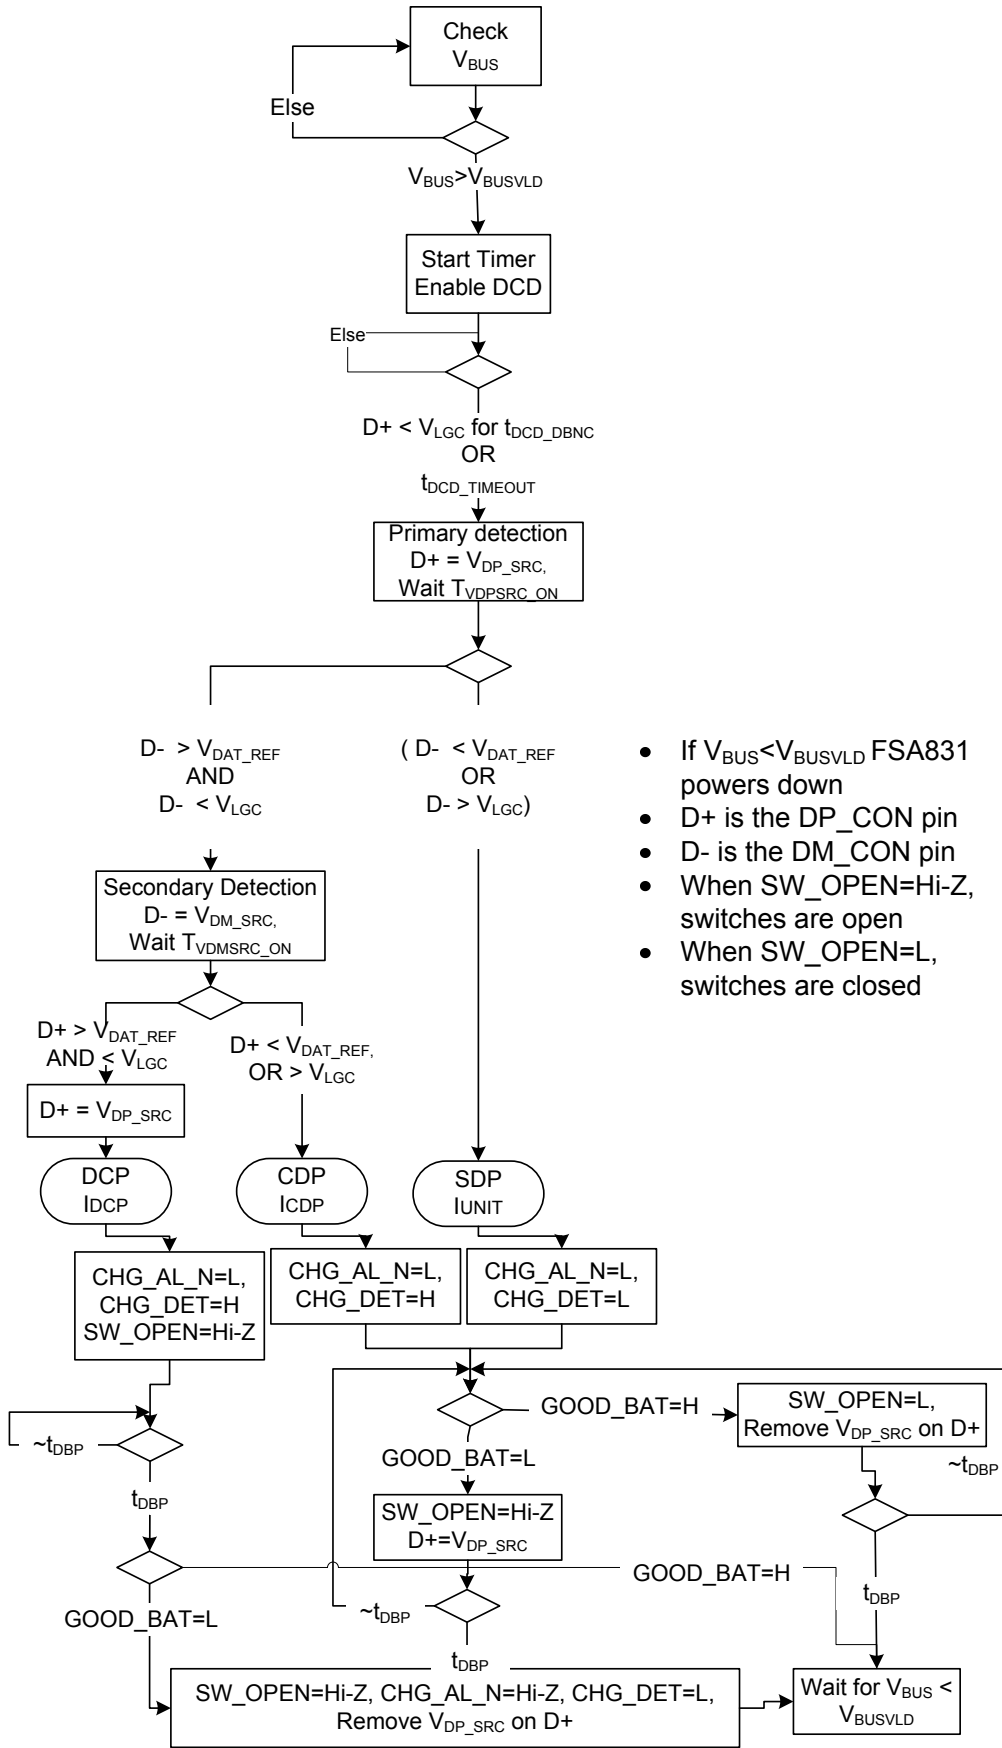 Check
VBUS
Else
VBUS>VBUSVLD
Start Timer
Enable DCD
Else
D+ < VLGC for tDCD_DBNC
OR
tDCD_TIMEOUT
Primary detection
D+ = VDP_SRC,
Wait TVDPSRC_ON
D- > VDAT_REF
AND
D- < VLGC
( D- < VDAT_REF
OR
D- > VLGC)
• If VBUS<VBUSVLD FSA831
powers down
• D+ is the DP_CON pin
• D- is the DM_CON pin
• When SW_OPEN=Hi-Z,
switches are open
• When SW_OPEN=L,
switches are closed
Secondary Detection
D- = VDM_SRC,
Wait TVDMSRC_ON
D+ > VDAT_REF
AND < VLGC
D+ < VDAT_REF,
OR > VLGC
D+ = VDP_SRC
DCP
IDCP
CDP
ICDP
SDP
IUNIT
CHG_AL_N=L,
CHG_DET=H
SW_OPEN=Hi-Z
CHG_AL_N=L,
CHG_DET=H
CHG_AL_N=L,
CHG_DET=L
GOOD_BAT=H
SW_OPEN=L,
Remove VDP_SRC on D+
~tDBP
GOOD_BAT=L
~tDBP
tDBP
SW_OPEN=Hi-Z
D+=VDP_SRC
GOOD_BAT=H
tDBP
~tDBP
GOOD_BAT=L
tDBP
SW_OPEN=Hi-Z, CHG_AL_N=Hi-Z, CHG_DET=L,
Remove VDP_SRC on D+
Wait for VBUS <
VBUSVLD